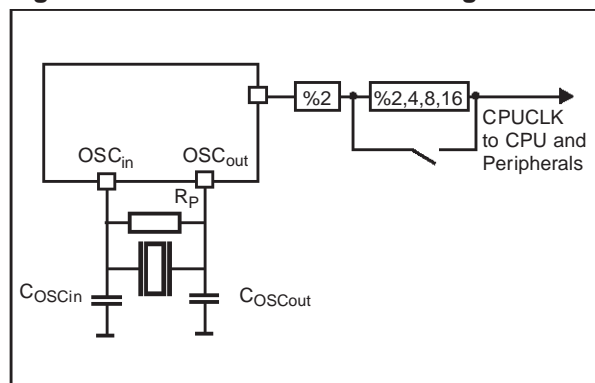 %2
%2,4,8,16
CPUCLK
to CPU and
Peripherals
OSCin
OSCout
RP
COSCin
COSCout